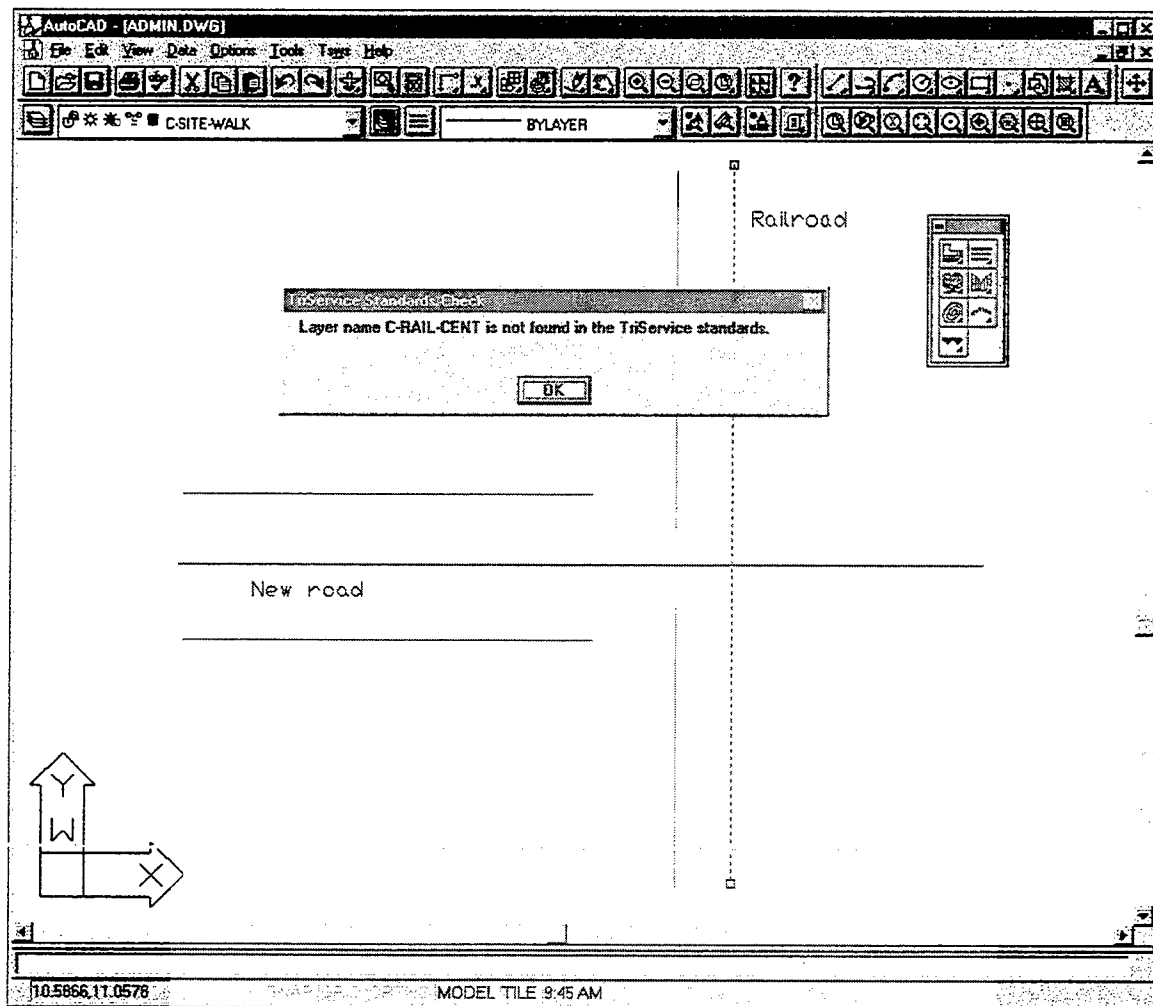 AutoCAD - [ADMIN.DWG]
File Edit View Data Options Tools Tsws Help
C-SITE-WALK
BYLAYER
Railroad
TriService Standards Check
Layer name C-RAIL-CENT is not found in the TriService standards.
OK
New road
Y
W
X
10.5866,11.0578
MODEL TILE 9:45 AM